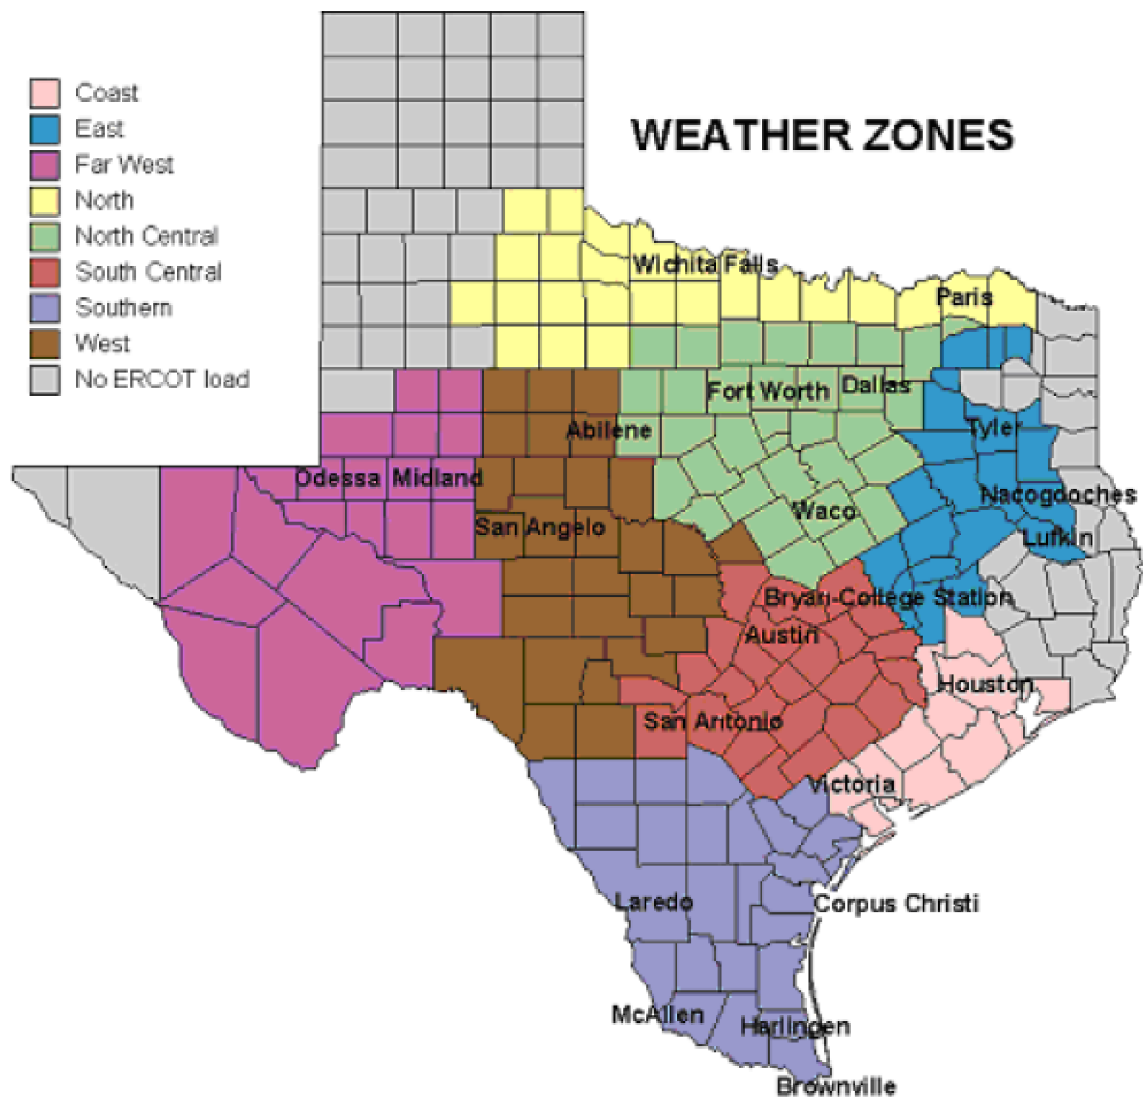 WEATHER ZONES
Coast
East
Far West
North
North Central
South Central
Southern
West
No ERCOT load
Wichita Falls
Paris
Fort Worth
Dallas
Abilene
Tyler
Odessa
Midland
Nacogdoches
San Angelo
Waco
Lufkin
Bryan-College Station
Austin
Houston
San Antonio
Victoria
Laredo
Corpus Christi
McAllen
Harlingen
Brownville